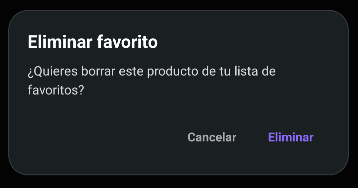 Eliminar favorito
¿Quieres borrar este producto de tu lista de
favoritos?
Cancelar
Eliminar